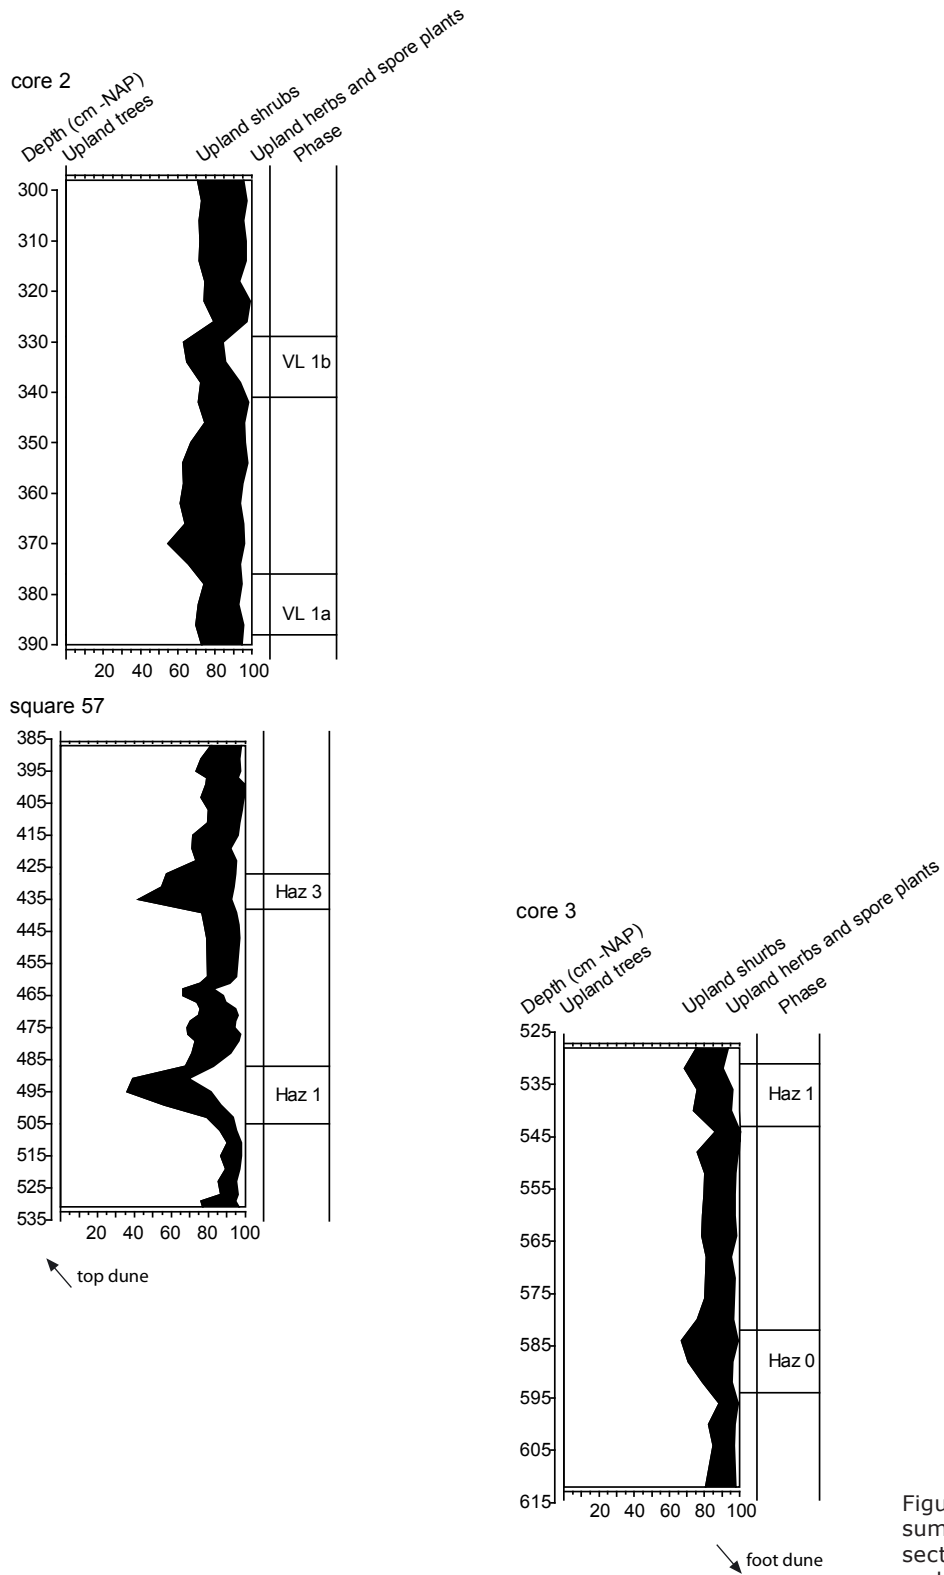 core 2
Depth (cm -NAP)
Upland trees
Upland shrubs
Upland herbs and spore plants
Phase
300
310
320
330
VL 1b
340
350
360
370
380
VL 1a
390
20 40 60 80 100
square 57
385
395
405
415
425
435
Haz 3
445
455
465
475
485
495
Haz 1
505
515
525
535
20 40 60 80 100
top dune
core 3
Depth (cm -NAP)
Upland trees
Upland shurbs
Upland herbs and spore plants
Phase
525
535
Haz 1
545
555
565
575
585
Haz 0
595
605
615
20 40 60 80 100
foot dune
Figu
sum
sect